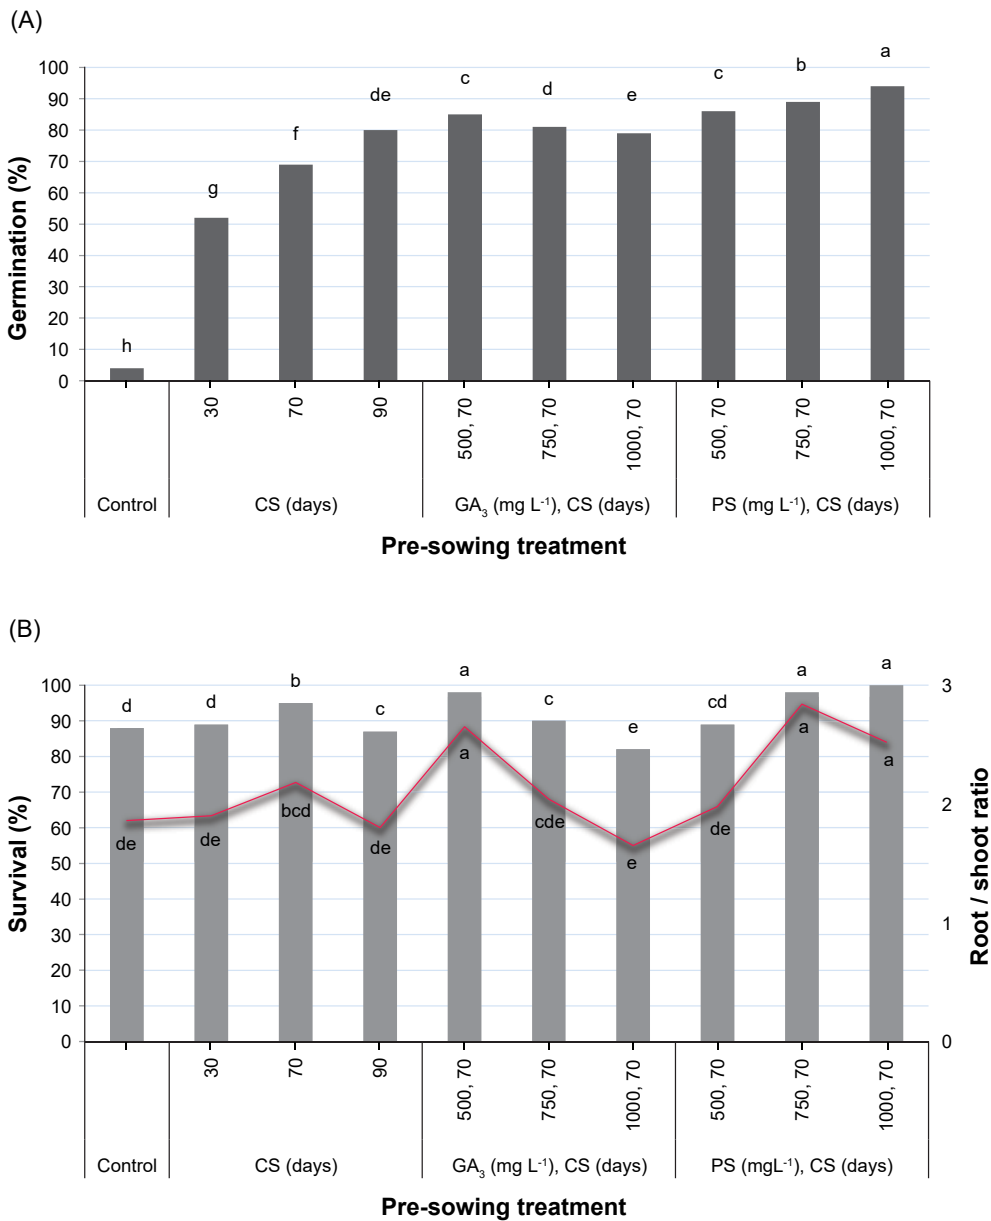 (A)
100
90
80
70
60
50
40
30
20
10
0
Germination (%)
h
g
f
de
c
d
e
c
b
a
30
70
90
500, 70
750, 70
1000, 70
500, 70
750, 70
1000, 70
Control
CS (days)
GA₃ (mg L⁻¹), CS (days)
PS (mg L⁻¹), CS (days)
Pre-sowing treatment
(B)
100
90
80
70
60
50
40
30
20
10
0
Survival (%)
d
d
b
c
a
c
e
cd
a
a
de
de
bcd
de
a
cde
e
de
a
a
3
2
1
0
Root / shoot ratio
30
70
90
500, 70
750, 70
1000, 70
500, 70
750, 70
1000, 70
Control
CS (days)
GA₃ (mg L⁻¹), CS (days)
PS (mgL⁻¹), CS (days)
Pre-sowing treatment